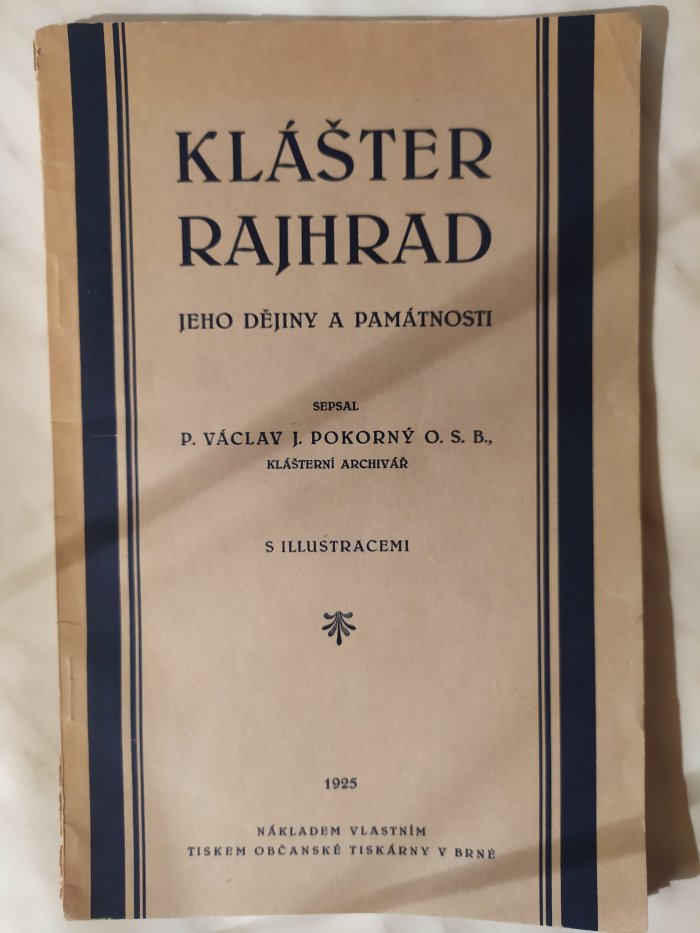 KLÁŠTER
RAJHRAD
JEHO DĚJINY A PAMÁTNOSTI
SEPSAL
P. VÁCLAV J. POKORNÝ O. S. B.,
KLÁŠTERNÍ ARCHIVÁŘ
S ILLUSTRACEMI
1925
NÁKLADEM VLASTNÍM
TISKEM OBČANSKÉ TISKÁRNY V BRNĚ